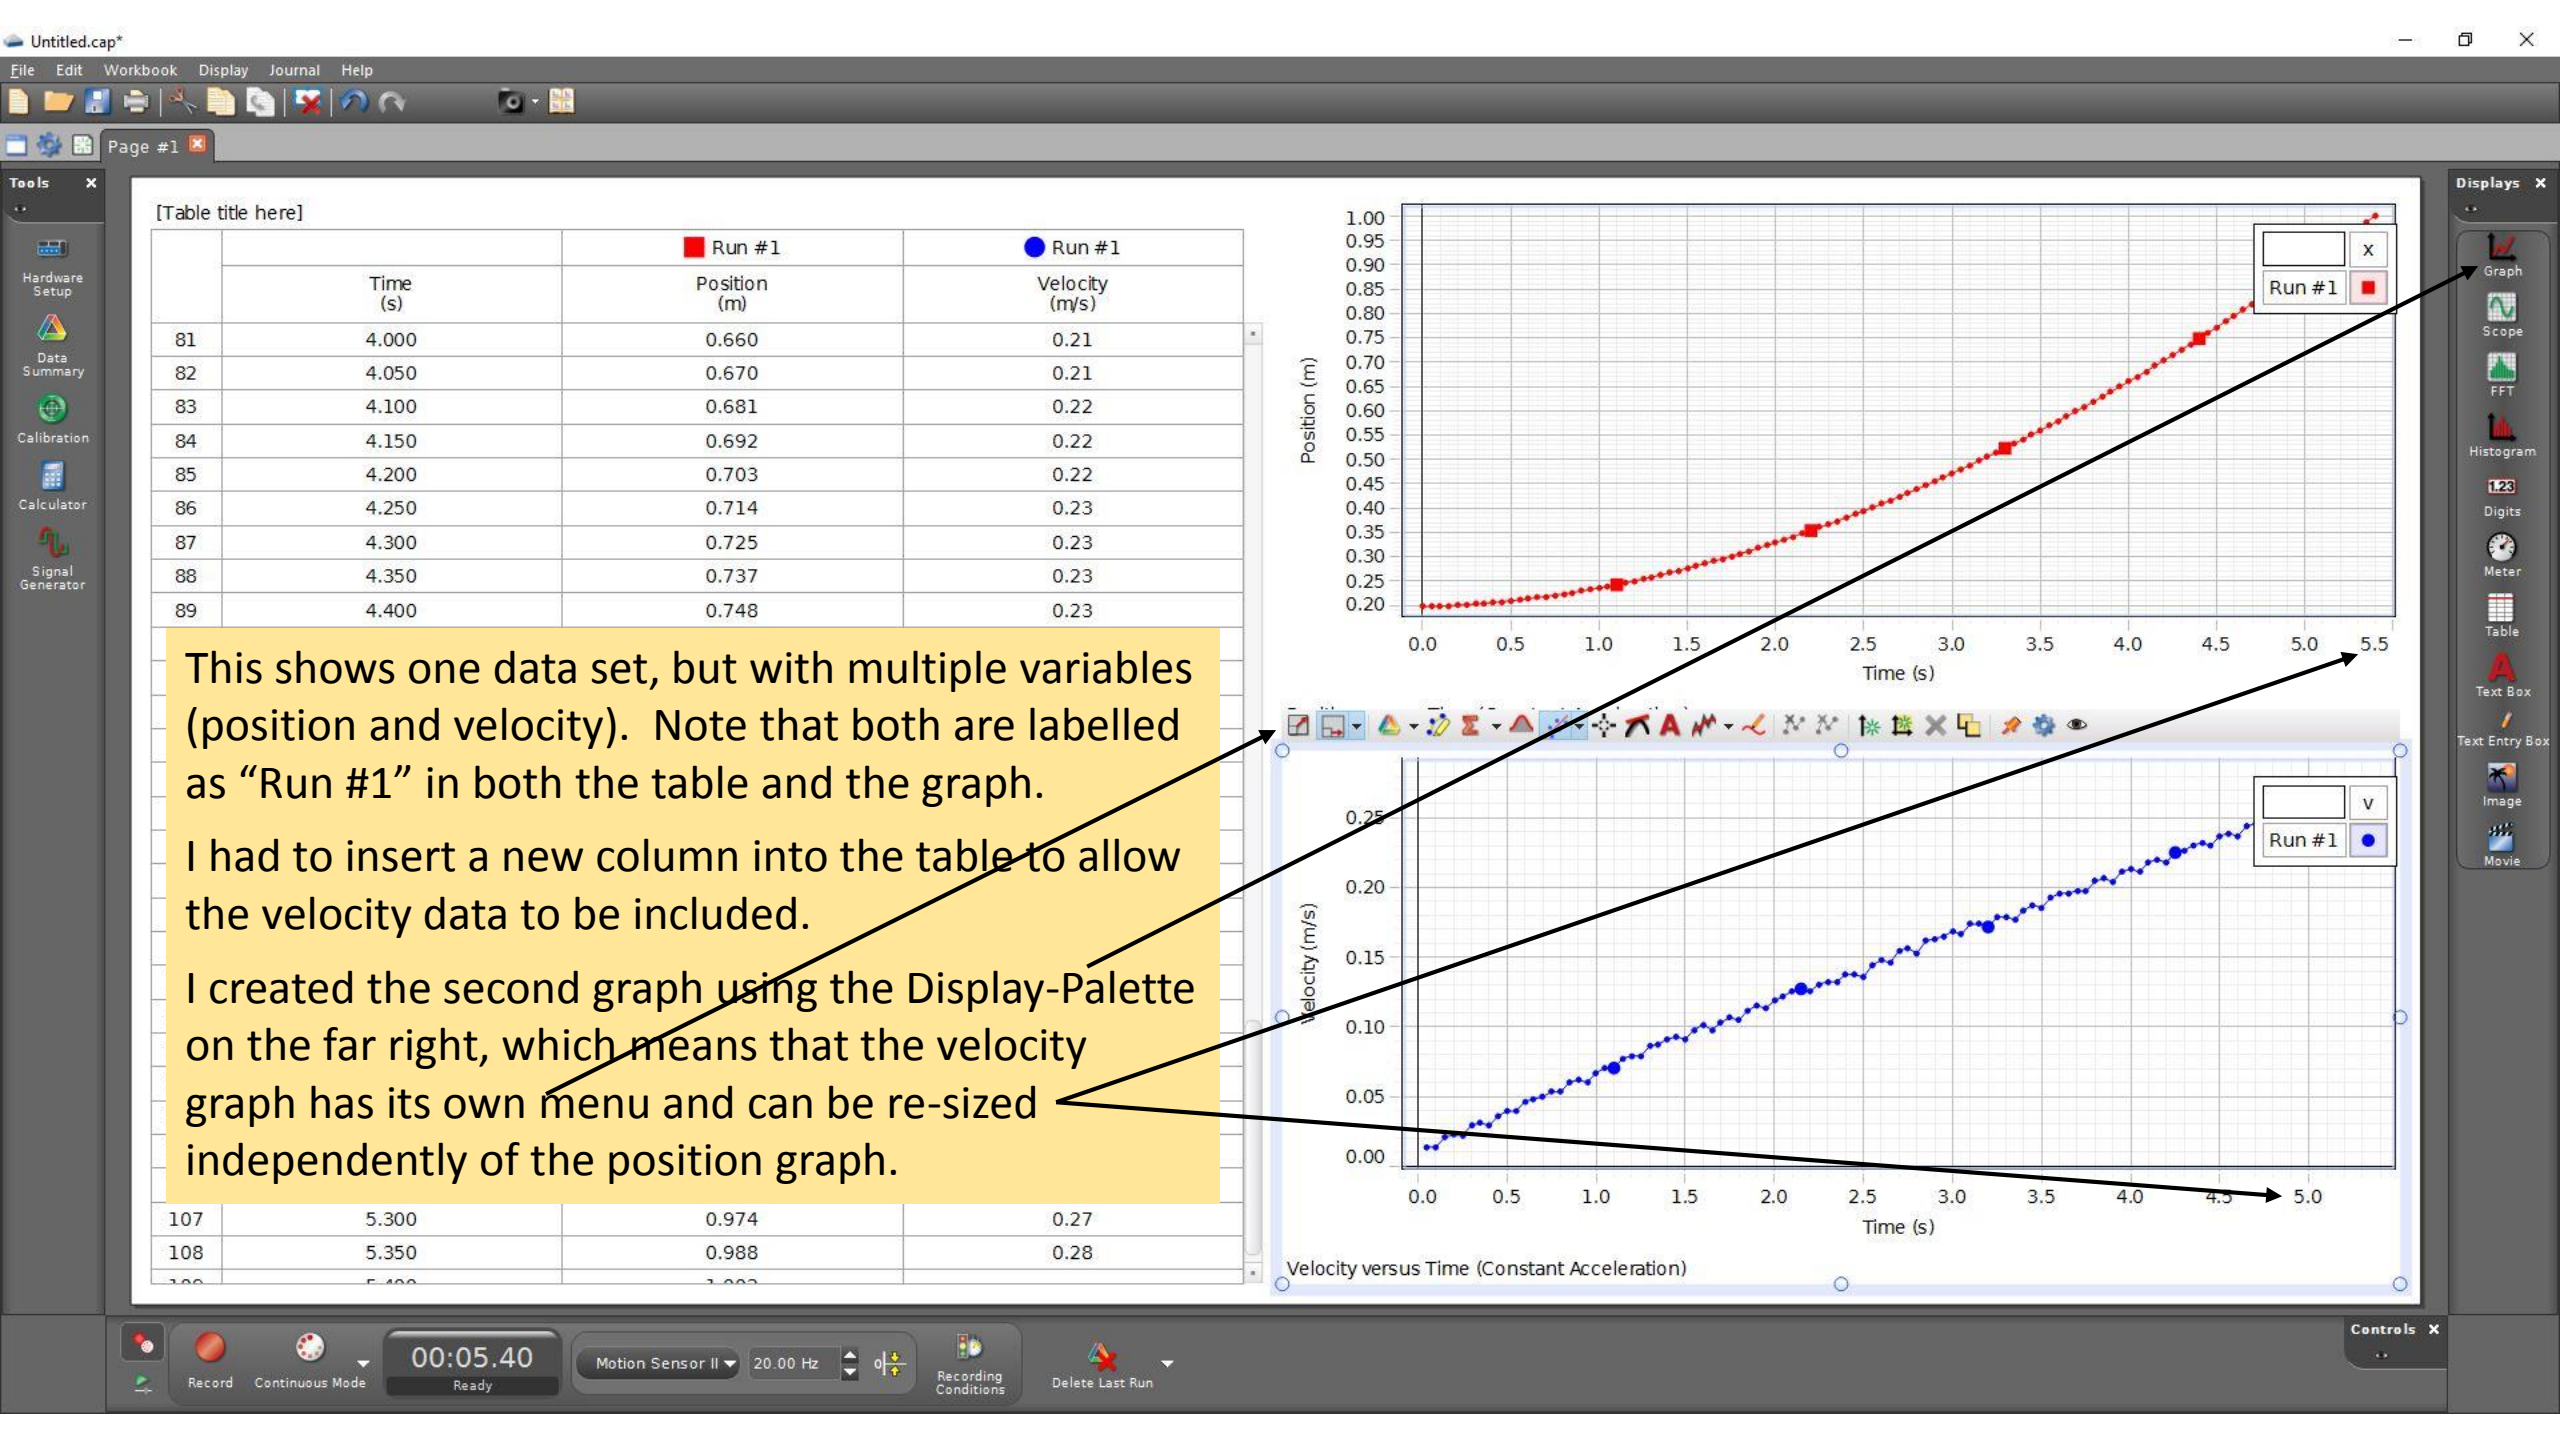 Untitled.cap*
File Edit Workbook Display Journal Help
Page #1
Tools
Hardware
Setup
Data
Summary
Calibration
Calculator
Signal
Generator
[Table title here]
Run #1 Run #1
Time Position Velocity
(s) (m) (m/s)
81 4.000 0.660 0.21
82 4.050 0.670 0.21
83 4.100 0.681 0.22
84 4.150 0.692 0.22
85 4.200 0.703 0.22
86 4.250 0.714 0.23
87 4.300 0.725 0.23
88 4.350 0.737 0.23
89 4.400 0.748 0.23
This shows one data set, but with multiple variables
(position and velocity). Note that both are labelled
as “Run #1” in both the table and the graph.
I had to insert a new column into the table to allow
the velocity data to be included.
I created the second graph using the Display-Palette
on the far right, which means that the velocity
graph has its own menu and can be re-sized
independently of the position graph.
107 5.300 0.974 0.27
108 5.350 0.988 0.28
1.00
0.95
0.90
0.85
0.80
0.75
0.70
0.65
0.60
0.55
0.50
0.45
0.40
0.35
0.30
0.25
0.20
Position (m)
x
Run #1
0.0 0.5 1.0 1.5 2.0 2.5 3.0 3.5 4.0 4.5 5.0 5.5
Time (s)
0.25
0.20
0.15
0.10
0.05
0.00
Velocity (m/s)
v
Run #1
0.0 0.5 1.0 1.5 2.0 2.5 3.0 3.5 4.0 4.5 5.0
Time (s)
Velocity versus Time (Constant Acceleration)
Displays
Graph
Scope
FFT
Histogram
1.23
Digits
Meter
Table
Text Box
Text Entry Box
Image
Movie
Controls
Record
Continuous Mode
00:05.40
Ready
Motion Sensor II
20.00 Hz
Recording
Conditions
Delete Last Run